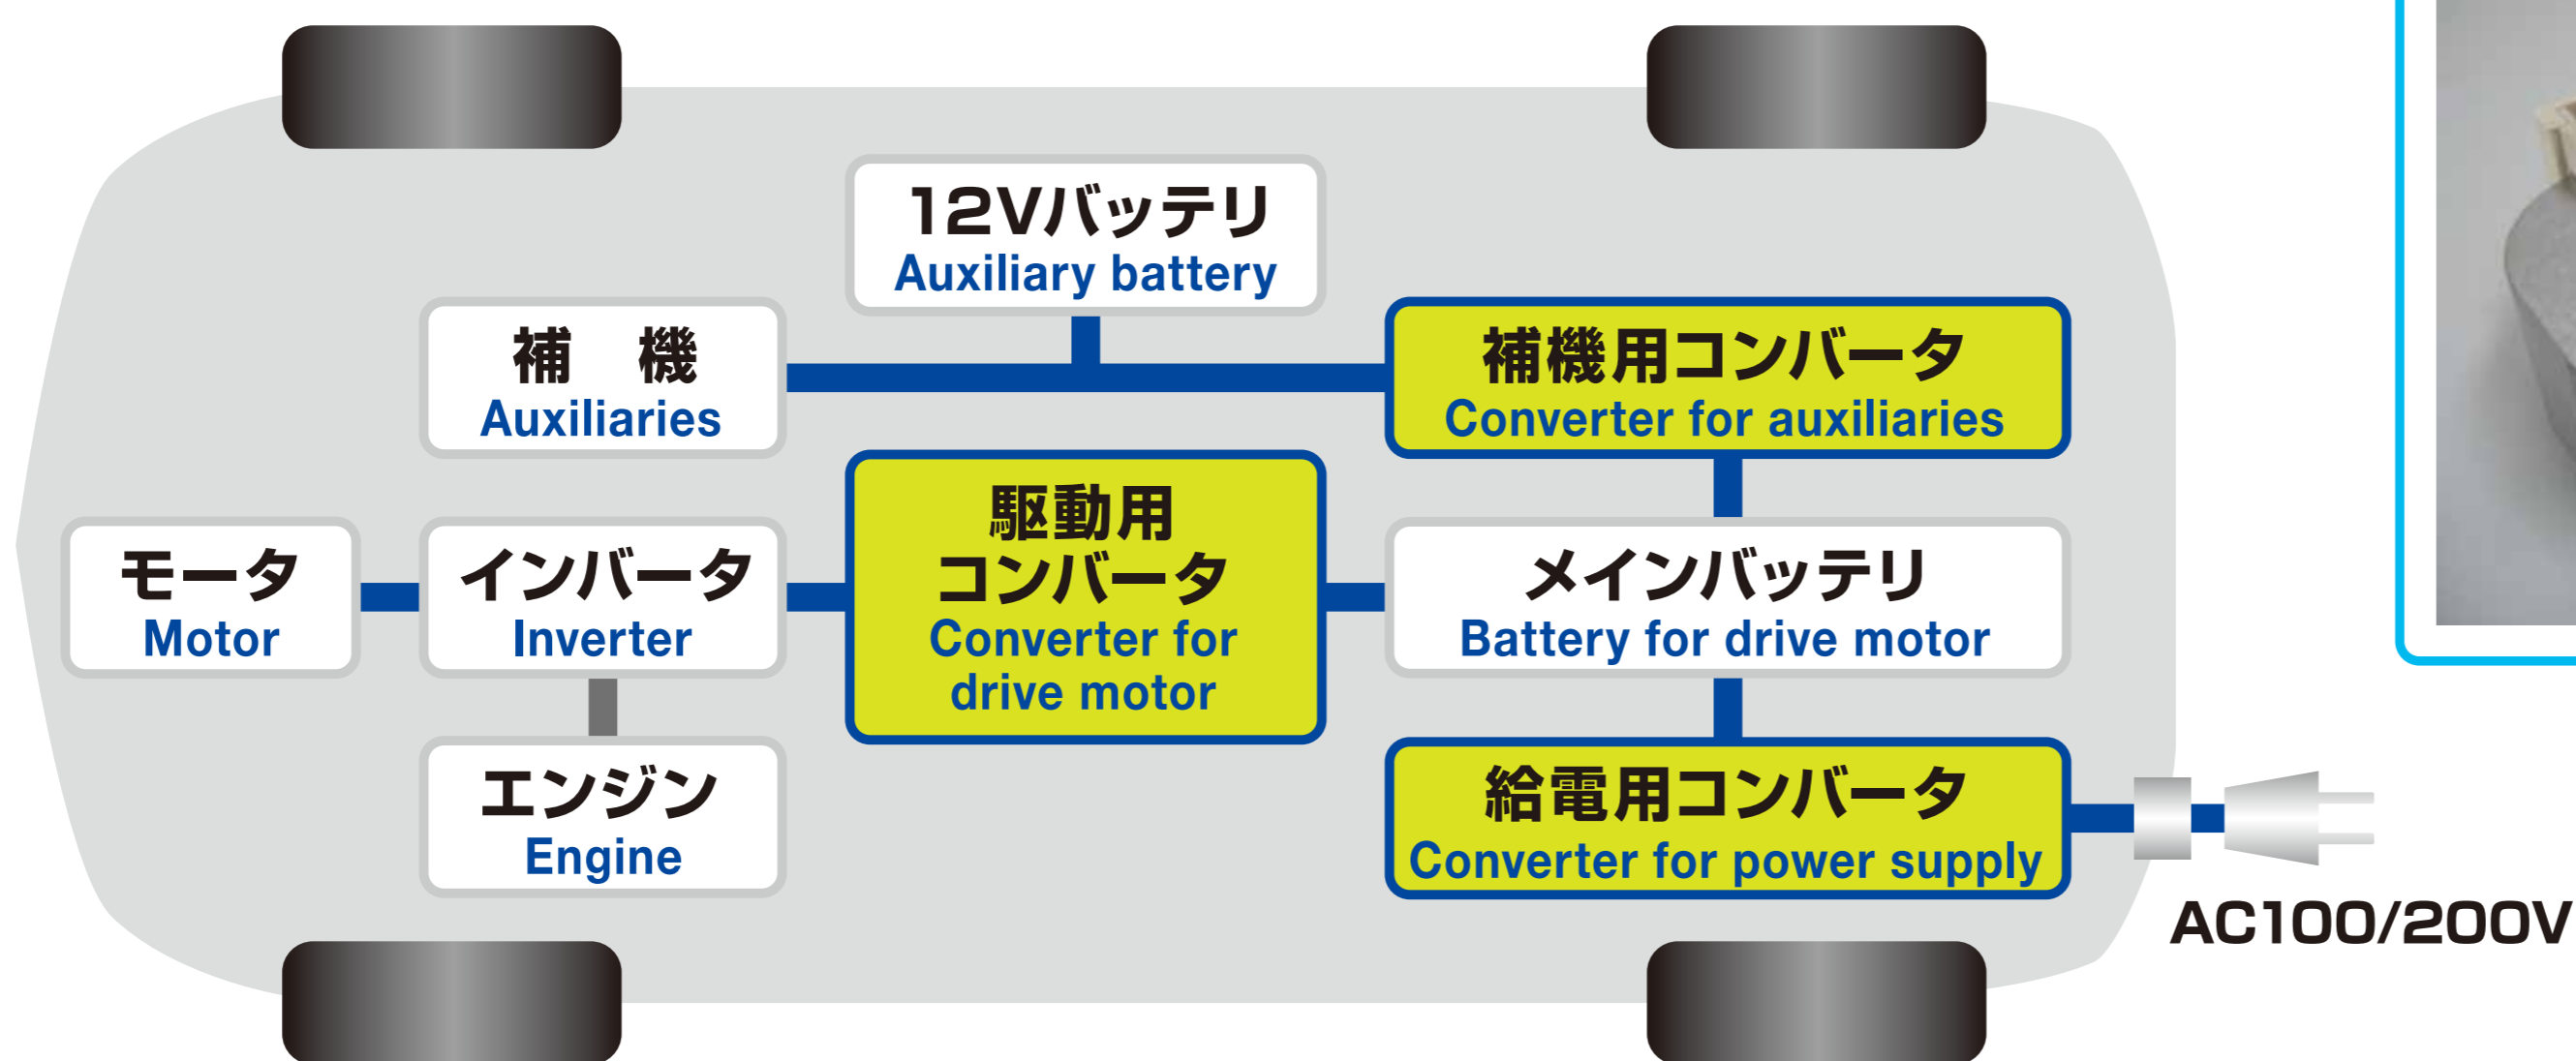 12Vバッテリ
Auxiliary battery
補　機
Auxiliaries
補機用コンバータ
Converter for auxiliaries
モータ
Motor
インバータ
Inverter
駆動用
コンバータ
Converter for
drive motor
メインバッテリ
Battery for drive motor
エンジン
Engine
給電用コンバータ
Converter for power supply
AC100/200V